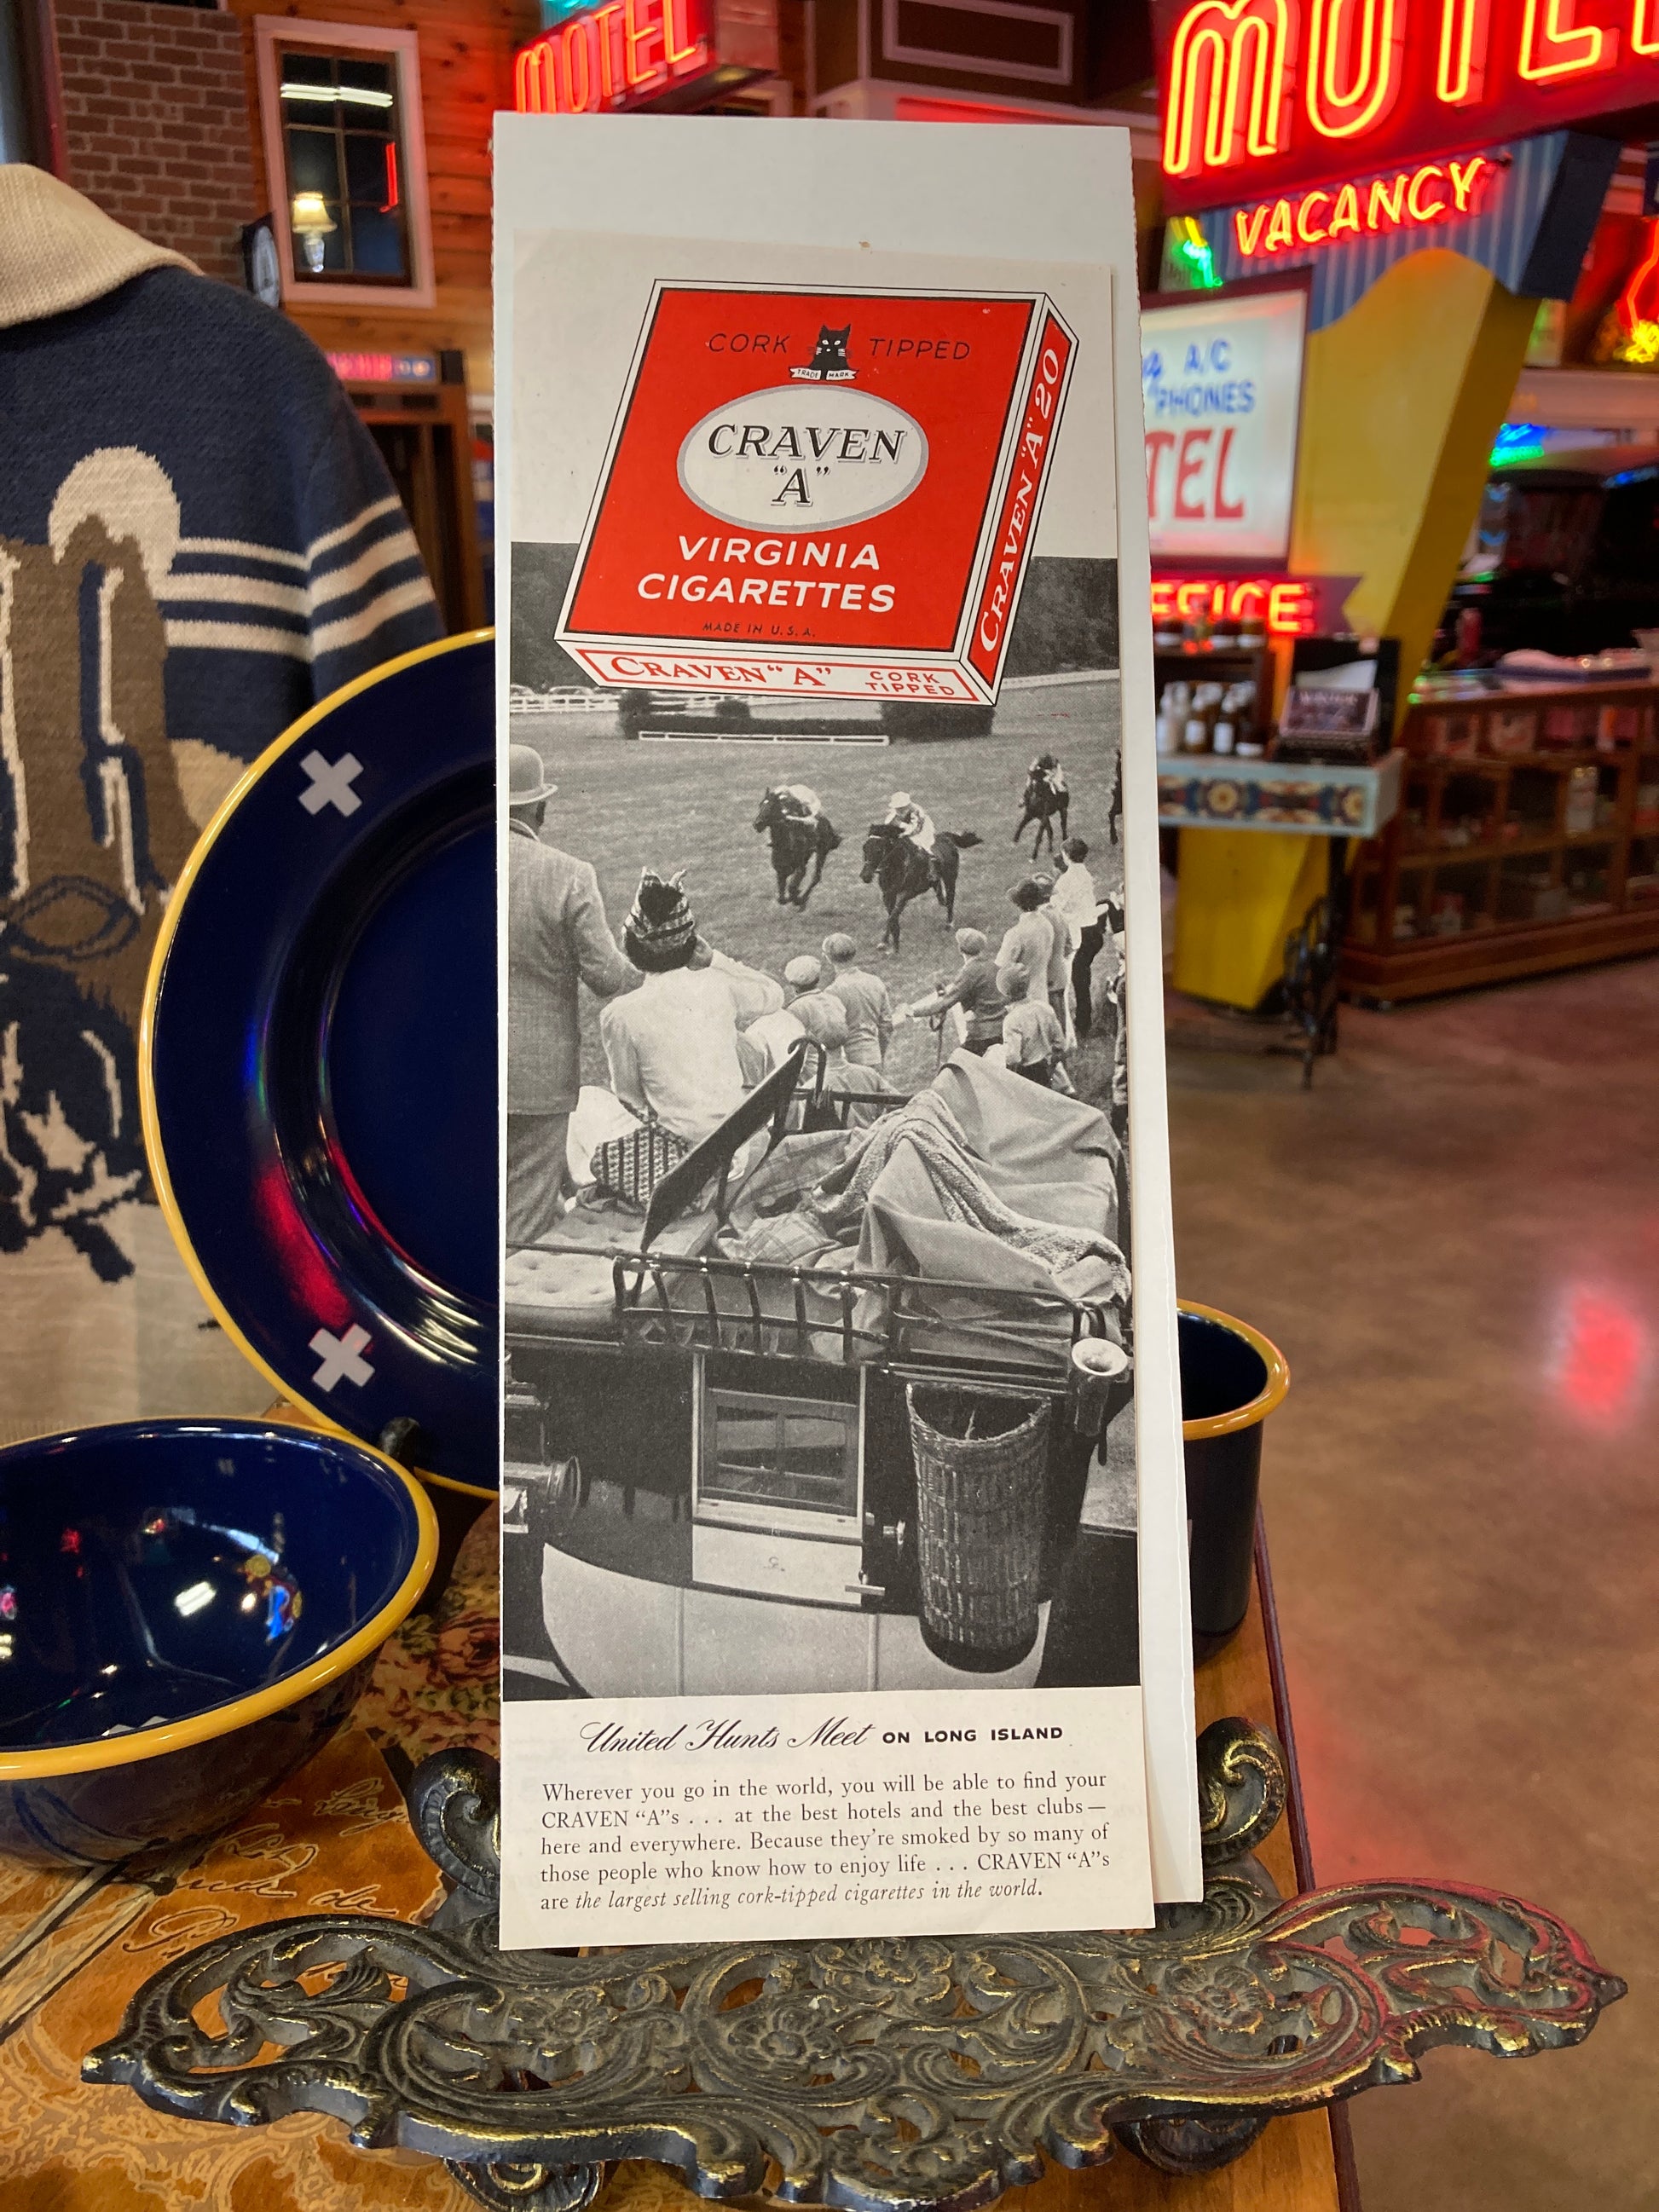 MOTEL
MOTEL
VACANCY
A/C
PHONES
TEL
OFFICE
CORK TIPPED
TRADE MARK
CRAVEN
"A"
VIRGINIA
CIGARETTES
MADE IN U.S.A.
CRAVEN "A" 20
CRAVEN "A" CORK
TIPPED
United Hunts Meet ON LONG ISLAND
Wherever you go in the world, you will be able to find your
CRAVEN "A"s . . . at the best hotels and the best clubs —
here and everywhere. Because they're smoked by so many of
those people who know how to enjoy life . . . CRAVEN "A"s
are the largest selling cork-tipped cigarettes in the world.